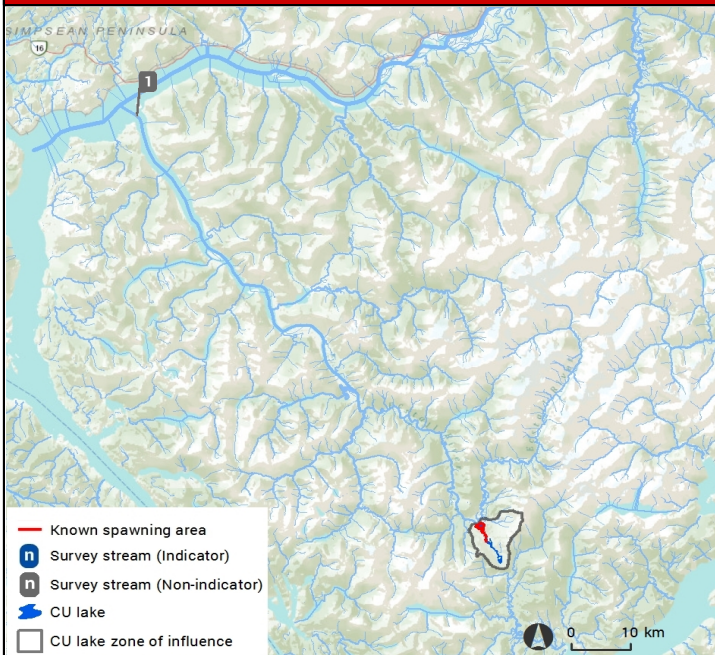 SIMPSEAN PENINSULA
16
1
Known spawning area
n Survey stream (Indicator)
n Survey stream (Non-indicator)
CU lake
CU lake zone of influence
0 10 km